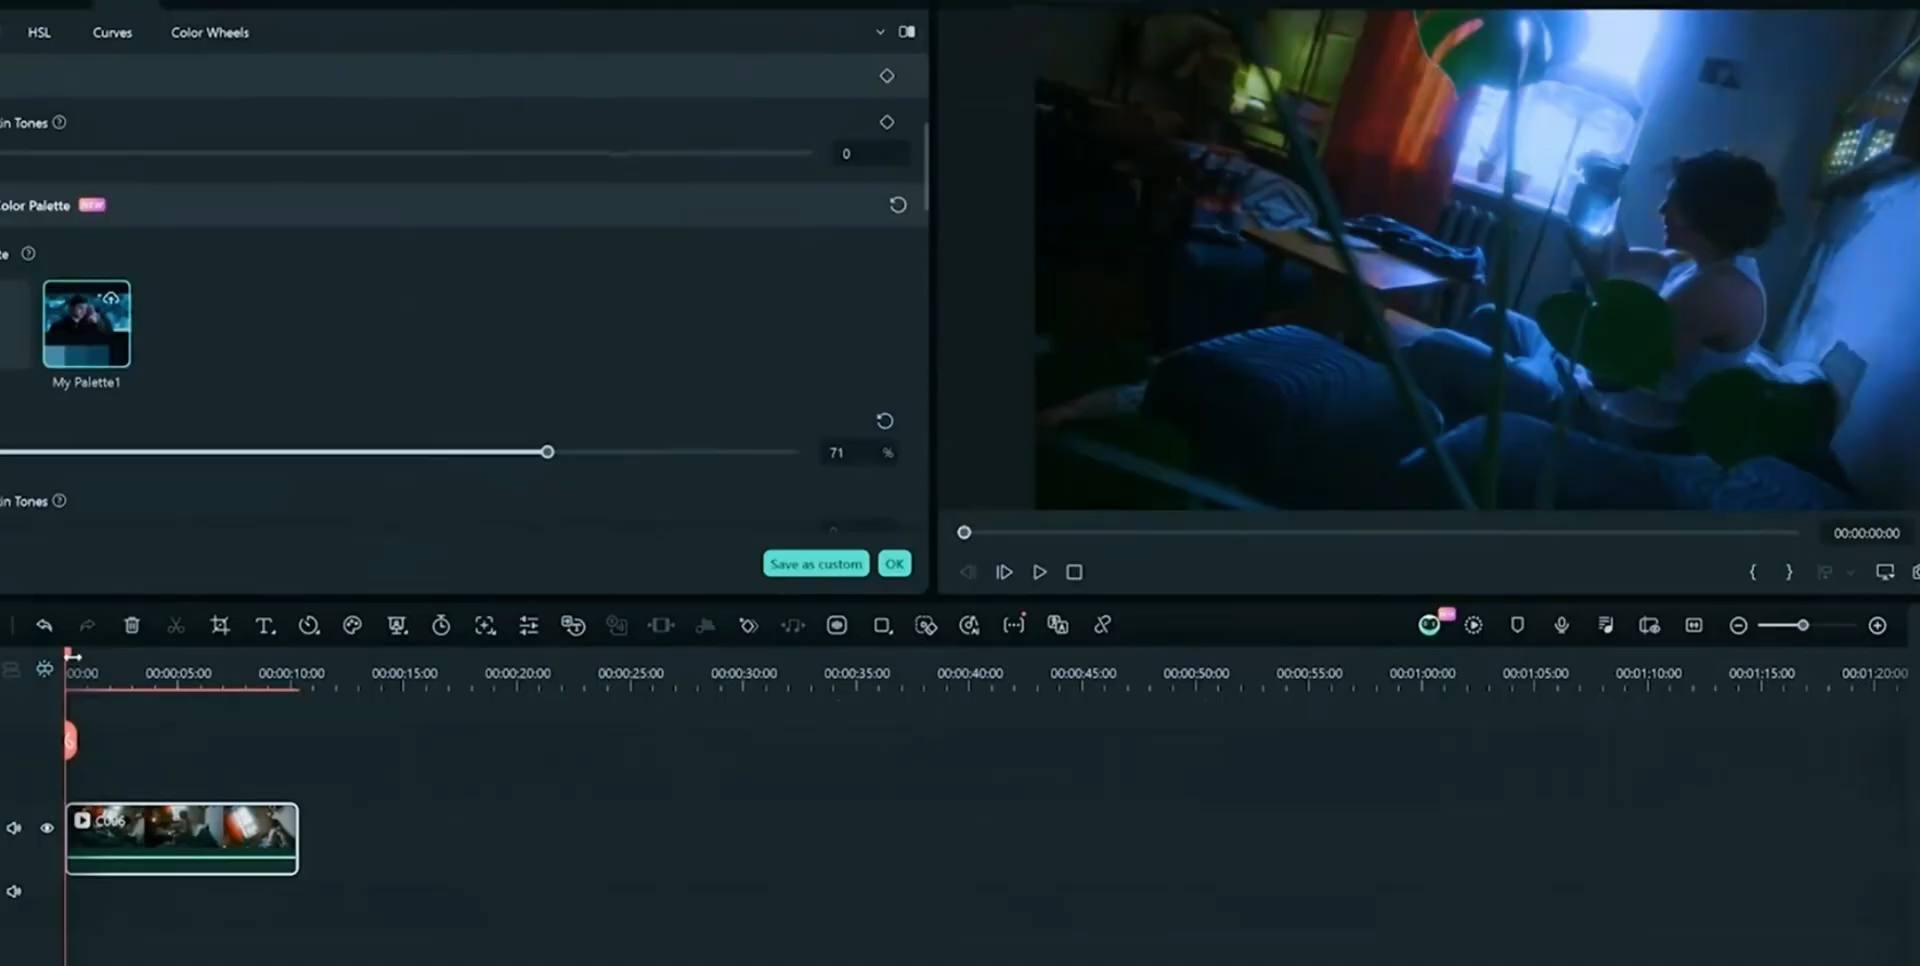 HSL Curves Color Wheels
in Tones
0
Color Palette New
te
My Palette1
71 %
in Tones
Save as custom OK
00:00:00:00
00:00 00:00:05:00 00:00:10:00 00:00:15:00 00:00:20:00 00:00:25:00 00:00:30:00 00:00:35:00 00:00:40:00 00:00:45:00 00:00:50:00 00:00:55:00 00:01:00:00 00:01:05:00 00:01:10:00 00:01:15:00 00:01:20:00
C006